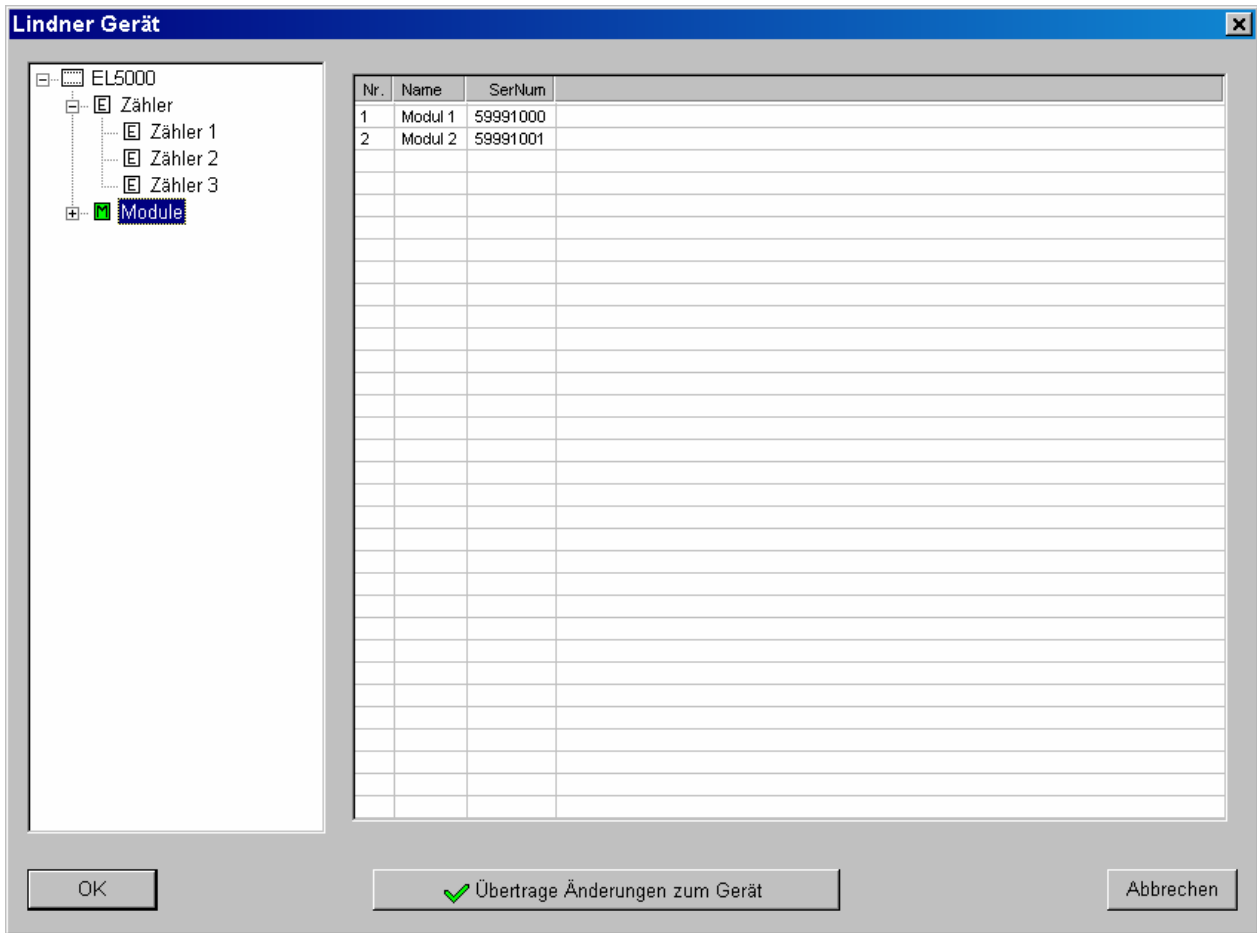 Lindner Gerät
EL5000
E Zähler
E Zähler 1
E Zähler 2
E Zähler 3
M Module
Nr. Name SerNum
1 Modul 1 59991000
2 Modul 2 59991001
OK
Übertrage Änderungen zum Gerät
Abbrechen